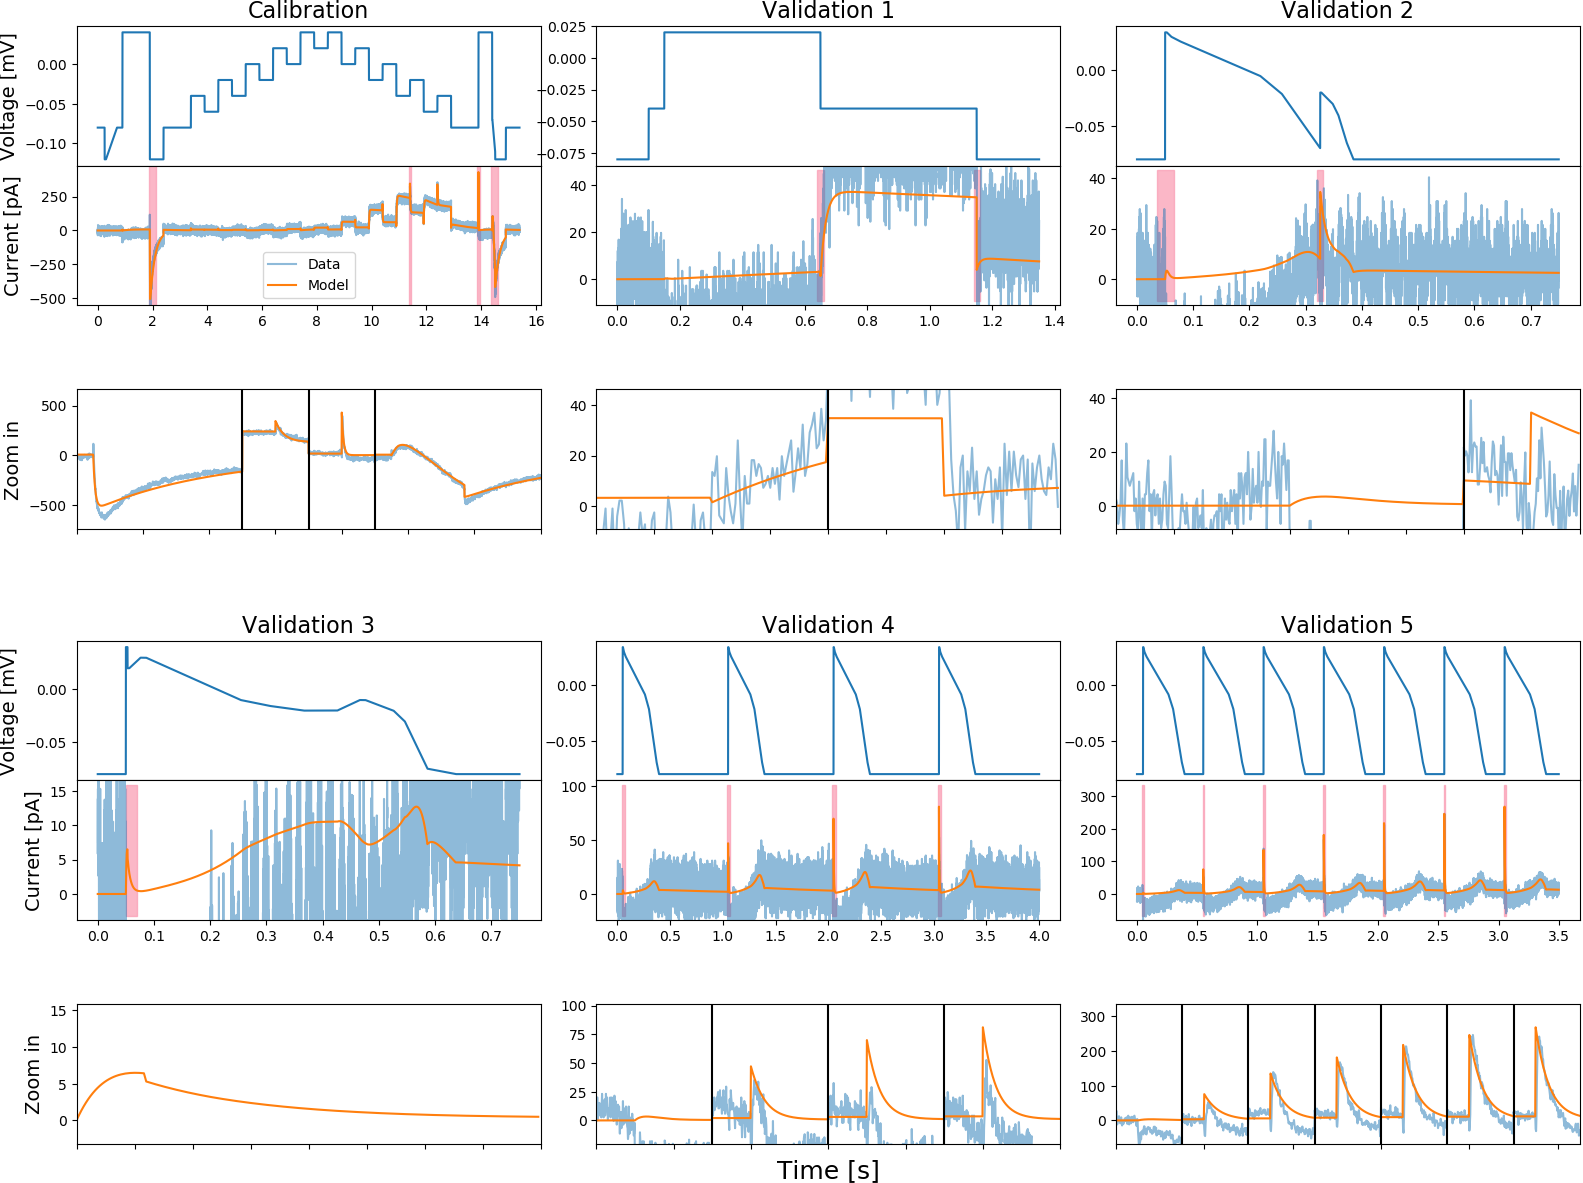 Calibration
Validation 1
Validation 2
Voltage [mV]
0.00
−0.05
−0.10
0.025
0.000
−0.025
−0.050
−0.075
0.00
−0.05
Current [pA]
250
0
−250
−500
Data
Model
40
20
0
40
20
0
0 2 4 6 8 10 12 14 16
0.0 0.2 0.4 0.6 0.8 1.0 1.2 1.4
0.0 0.1 0.2 0.3 0.4 0.5 0.6 0.7
Zoom in
500
0
−500
40
20
0
40
20
0
Validation 3
Validation 4
Validation 5
Voltage [mV]
0.00
−0.05
0.00
−0.05
0.00
−0.05
Current [pA]
15
10
5
0
100
50
0
300
200
100
0
0.0 0.1 0.2 0.3 0.4 0.5 0.6 0.7
0.0 0.5 1.0 1.5 2.0 2.5 3.0 3.5 4.0
0.0 0.5 1.0 1.5 2.0 2.5 3.0 3.5
Zoom in
15
10
5
0
100
75
50
25
0
300
200
100
0
Time [s]